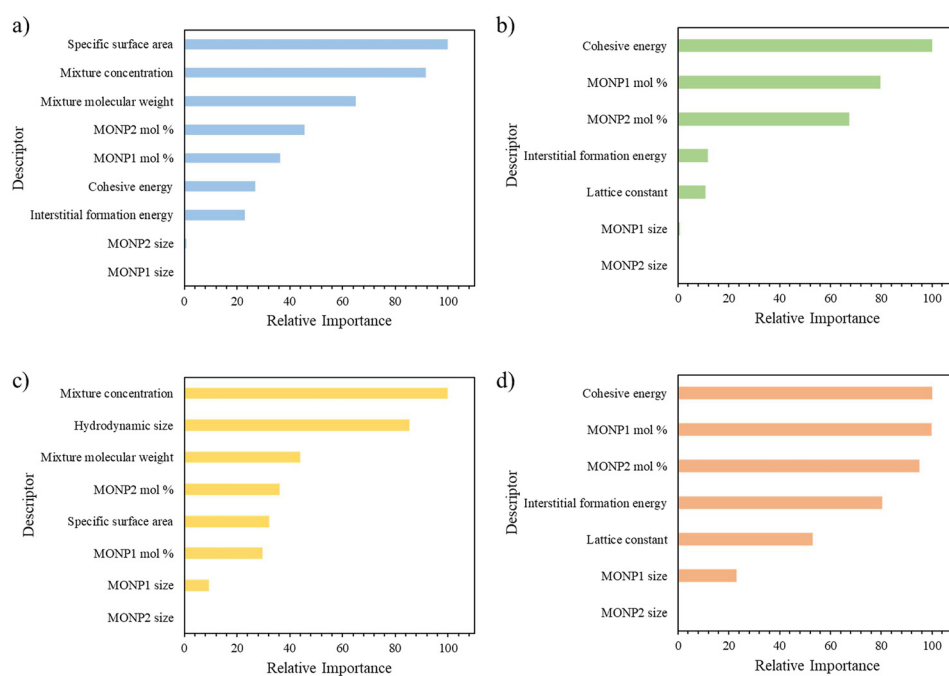 a)
Descriptor
Specific surface area
Mixture concentration
Mixture molecular weight
MONP2 mol %
MONP1 mol %
Cohesive energy
Interstitial formation energy
MONP2 size
MONP1 size
0 20 40 60 80 100
Relative Importance
b)
Descriptor
Cohesive energy
MONP1 mol %
MONP2 mol %
Interstitial formation energy
Lattice constant
MONP1 size
MONP2 size
0 20 40 60 80 100
Relative Importance
c)
Descriptor
Mixture concentration
Hydrodynamic size
Mixture molecular weight
MONP2 mol %
Specific surface area
MONP1 mol %
MONP1 size
MONP2 size
0 20 40 60 80 100
Relative Importance
d)
Descriptor
Cohesive energy
MONP1 mol %
MONP2 mol %
Interstitial formation energy
Lattice constant
MONP1 size
MONP2 size
0 20 40 60 80 100
Relative Importance